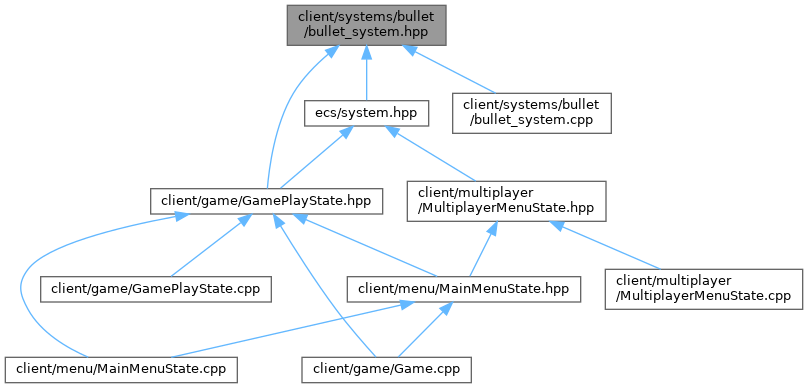 client/systems/bullet
/bullet_system.hpp
ecs/system.hpp
client/systems/bullet
/bullet_system.cpp
client/game/GamePlayState.hpp
client/multiplayer
/MultiplayerMenuState.hpp
client/game/GamePlayState.cpp
client/menu/MainMenuState.hpp
client/multiplayer
/MultiplayerMenuState.cpp
client/menu/MainMenuState.cpp
client/game/Game.cpp